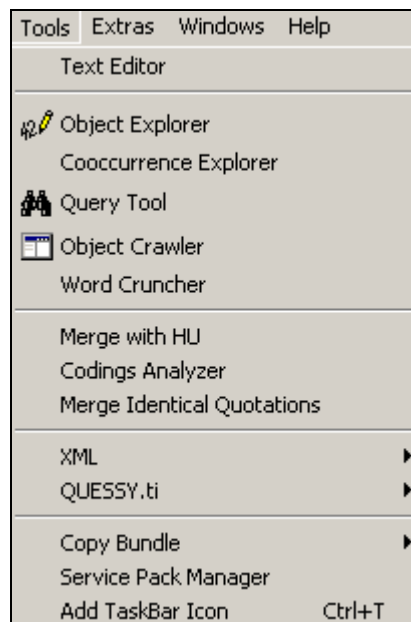 Tools Extras Windows Help
Text Editor
Object Explorer
Cooccurrence Explorer
Query Tool
Object Crawler
Word Cruncher
Merge with HU
Codings Analyzer
Merge Identical Quotations
XML
QUESSY.ti
Copy Bundle
Service Pack Manager
Add TaskBar Icon Ctrl+T